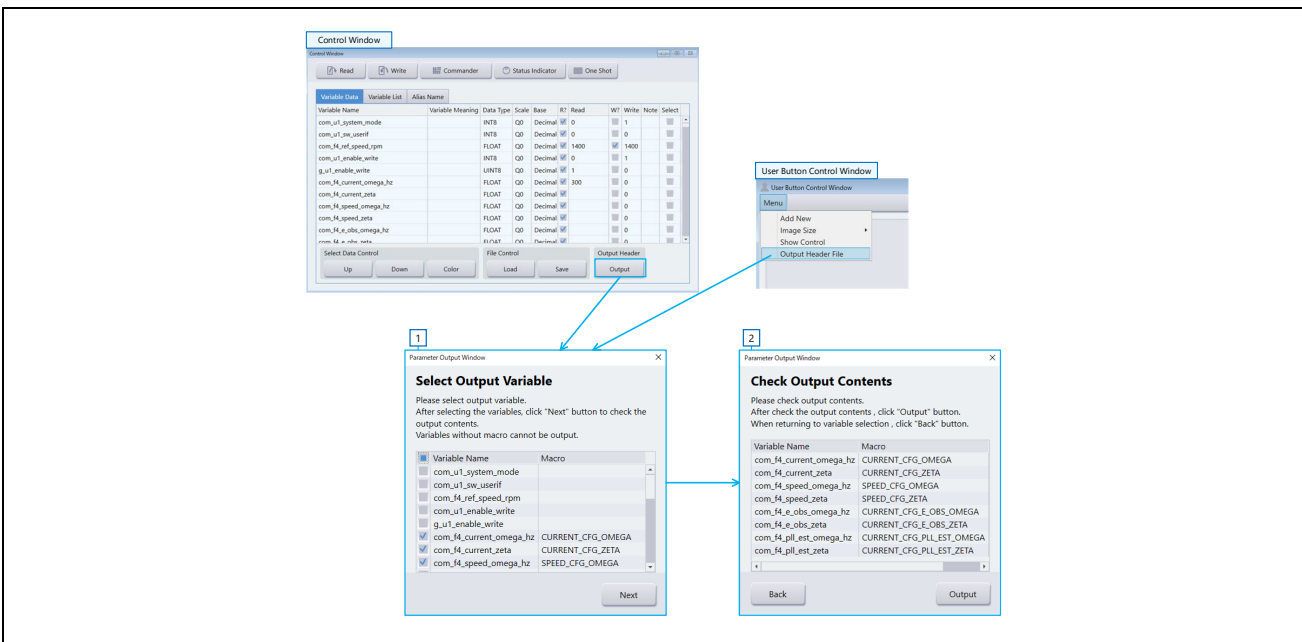 Control Window
Control Window
Read Write Commander Status Indicator One Shot
Variable Data Variable List Alias Name
Variable Name Variable Meaning Data Type Scale Base R? Read W? Write Note Select
com_u1_system_mode INT8 Q0 Decimal 0 1
com_u1_sw_userif INT8 Q0 Decimal 0 0
com_f4_ref_speed_rpm FLOAT Q0 Decimal 1400 1400
com_u1_enable_write INT8 Q0 Decimal 0 1
g_u1_enable_write UINT8 Q0 Decimal 1 0
com_f4_current_omega_hz FLOAT Q0 Decimal 300 0
com_f4_current_zeta FLOAT Q0 Decimal 0
com_f4_speed_omega_hz FLOAT Q0 Decimal 0
com_f4_speed_zeta FLOAT Q0 Decimal 0
com_f4_e_obs_omega_hz FLOAT Q0 Decimal 0
com_f4_e_obs_zeta FLOAT Q0 Decimal 0
Select Data Control File Control Output Header
Up Down Color Load Save Output
User Button Control Window
User Button Control Window
Menu
Add New
Image Size
Show Control
Output Header File
1
Parameter Output Window
Select Output Variable
Please select output variable.
After selecting the variables, click "Next" button to check the
output contents.
Variables without macro cannot be output.
Variable Name Macro
com_u1_system_mode
com_u1_sw_userif
com_f4_ref_speed_rpm
com_u1_enable_write
g_u1_enable_write
com_f4_current_omega_hz CURRENT_CFG_OMEGA
com_f4_current_zeta CURRENT_CFG_ZETA
com_f4_speed_omega_hz SPEED_CFG_OMEGA
Next
2
Parameter Output Window
Check Output Contents
Please check output contents.
After check the output contents , click "Output" button.
When returning to variable selection , click "Back" button.
Variable Name Macro
com_f4_current_omega_hz CURRENT_CFG_OMEGA
com_f4_current_zeta CURRENT_CFG_ZETA
com_f4_speed_omega_hz SPEED_CFG_OMEGA
com_f4_speed_zeta SPEED_CFG_ZETA
com_f4_e_obs_omega_hz CURRENT_CFG_E_OBS_OMEGA
com_f4_e_obs_zeta CURRENT_CFG_E_OBS_ZETA
com_f4_pll_est_omega_hz CURRENT_CFG_PLL_EST_OMEGA
com_f4_pll_est_zeta CURRENT_CFG_PLL_EST_ZETA
Back Output